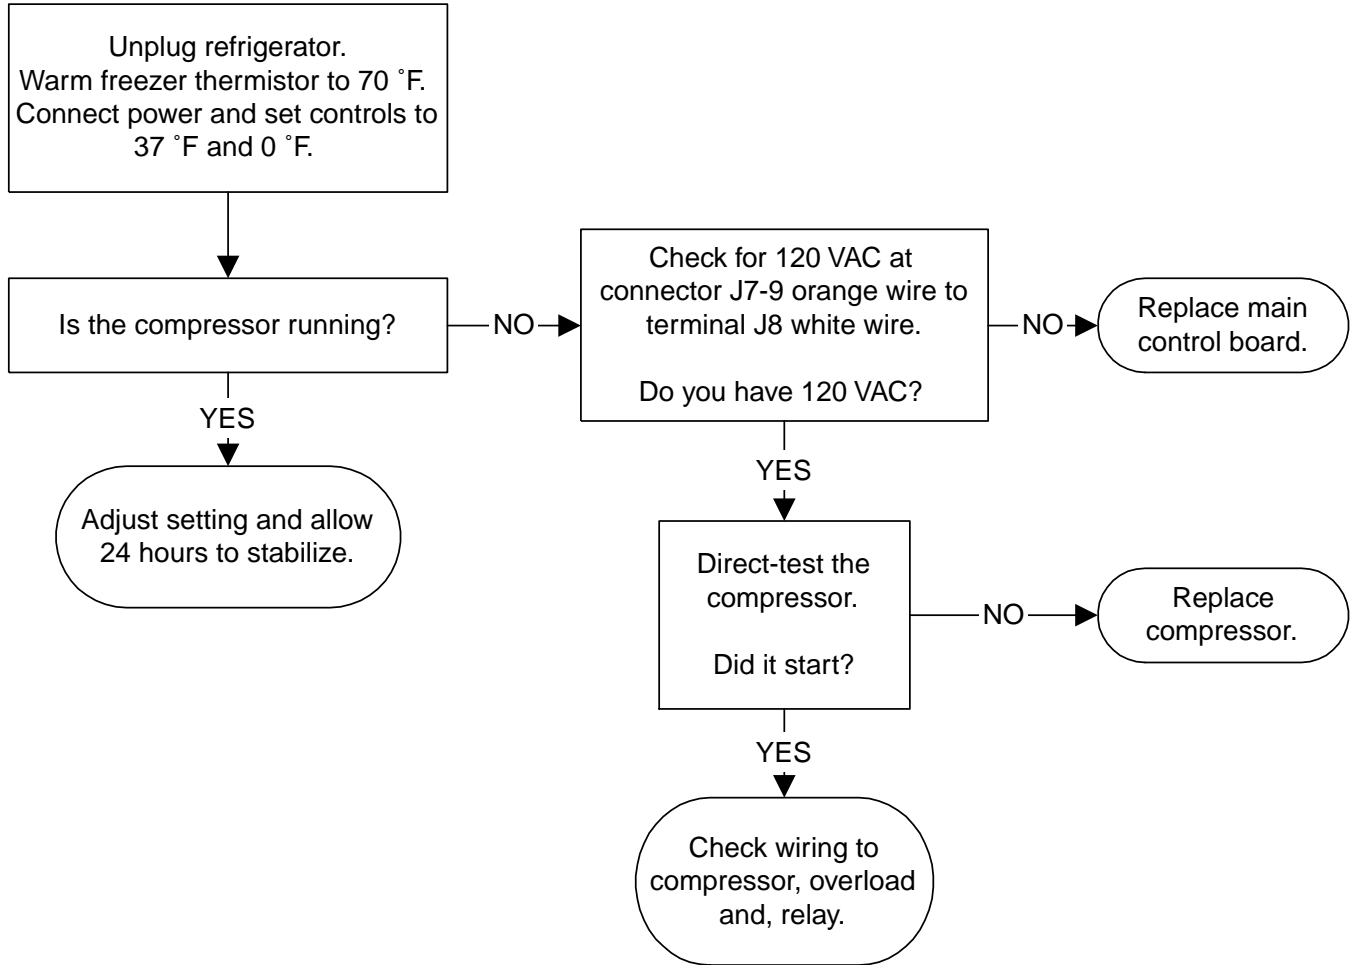 Unplug refrigerator.
Warm freezer thermistor to 70 ˚F.
Connect power and set controls to
37 ˚F and 0 ˚F.
Is the compressor running?
NO
Check for 120 VAC at
connector J7-9 orange wire to
terminal J8 white wire.
Do you have 120 VAC?
NO
Replace main
control board.
YES
Adjust setting and allow
24 hours to stabilize.
YES
Direct-test the
compressor.
Did it start?
NO
Replace
compressor.
YES
Check wiring to
compressor, overload
and, relay.